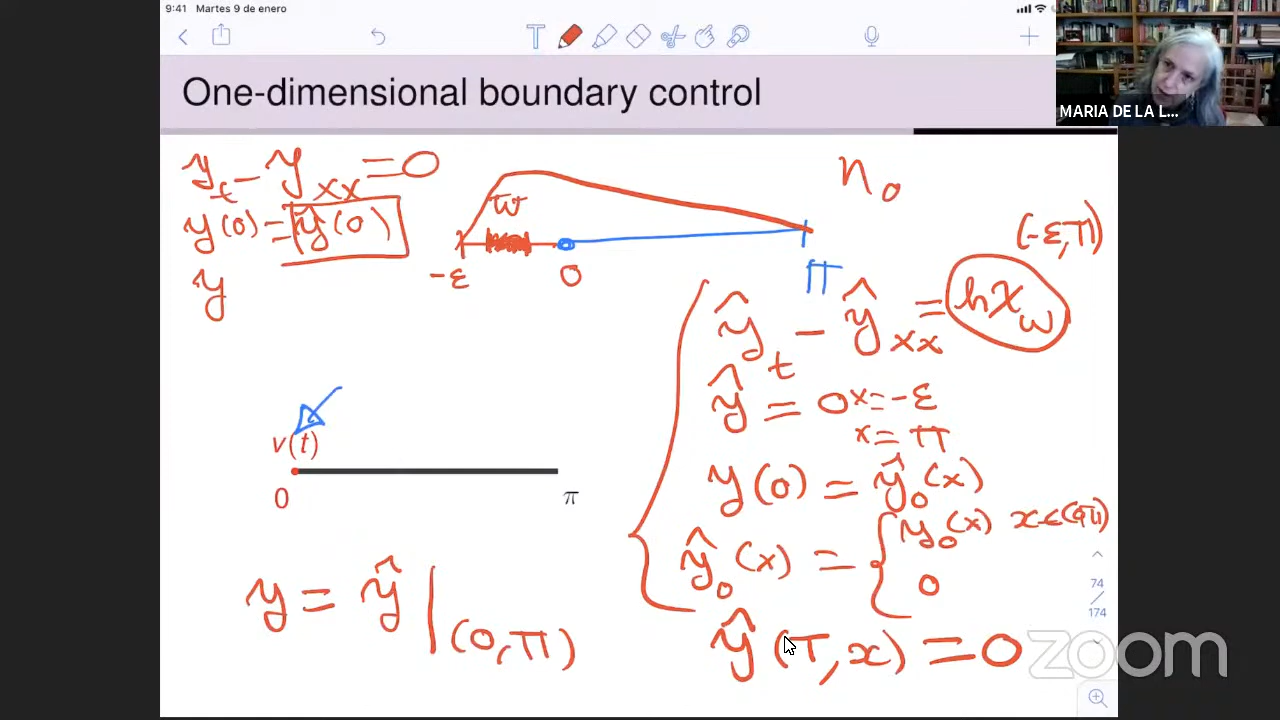 9:41 Martes 9 de enero
One-dimensional boundary control
MARIA DE LA L...
y_t - y_xx = 0
y(0) = ŷ(0)
y
w
-ε 0 π
n_0
(-ε, π)
ŷ_t - ŷ_xx = hχ_w
ŷ = 0 x = -ε
x = π
y(0) = ŷ_0(x)
ŷ_0(x) = { y_0(x) x ∈ (0,π)
0
ŷ(T, x) = 0
v(t)
0 π
y = ŷ |_(0,π)
74
/
174
zoom